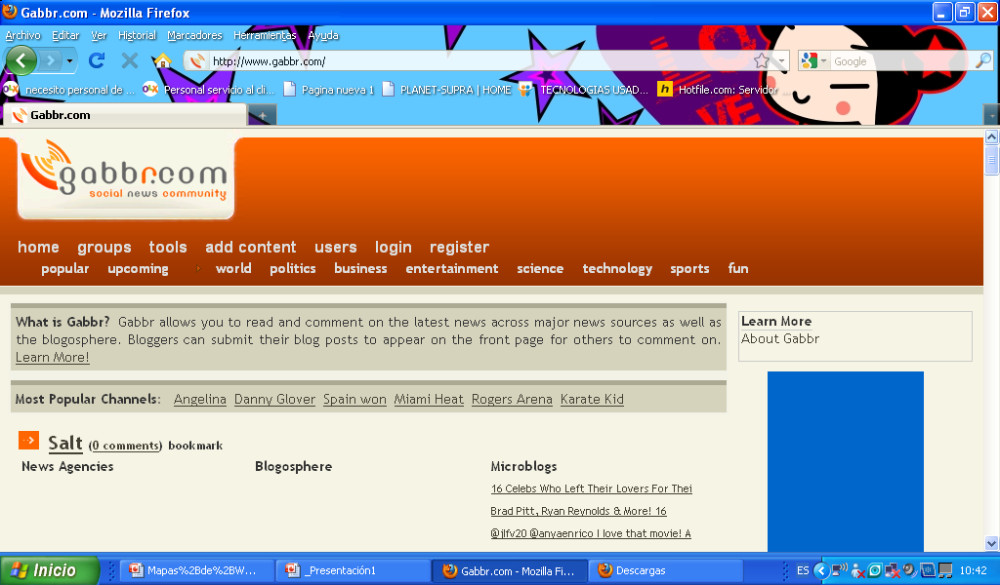 Gabbr.com - Mozilla Firefox
Archivo Editar Ver Historial Marcadores Herramientas Ayuda
http://www.gabbr.com/ Google
necesito personal de ... Personal servicio al cli... Pagina nueva 1 PLANET-SUPRA | HOME TECNOLOGIAS USAD... Hotfile.com: Servidor ...
Gabbr.com
gabbr.com
social news community
home groups tools add content users login register
popular upcoming world politics business entertainment science technology sports fun
What is Gabbr? Gabbr allows you to read and comment on the latest news across major news sources as well as
the blogosphere. Bloggers can submit their blog posts to appear on the front page for others to comment on.
Learn More!
Learn More
About Gabbr
Most Popular Channels: Angelina Danny Glover Spain won Miami Heat Rogers Arena Karate Kid
Salt (0 comments) bookmark
News Agencies Blogosphere Microblogs
16 Celebs Who Left Their Lovers For Thei
Brad Pitt, Ryan Reynolds & More! 16
@jlfv20 @anyaenrico I love that movie! A
Inicio Mapas%2Bde%2BW... _Presentación1 Gabbr.com - Mozilla Fi... Descargas ES 10:42